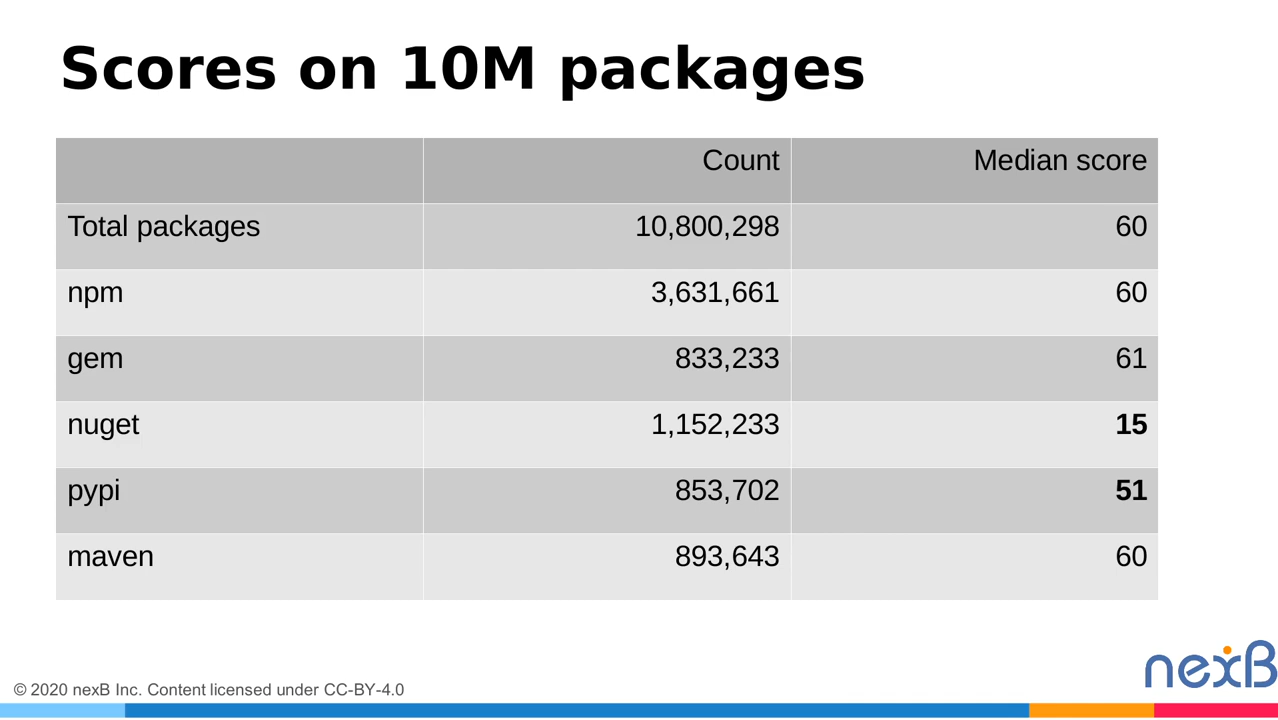 Scores on 10M packages
Count Median score
Total packages 10,800,298 60
npm 3,631,661 60
gem 833,233 61
nuget 1,152,233 15
pypi 853,702 51
maven 893,643 60
nexB
© 2020 nexB Inc. Content licensed under CC-BY-4.0